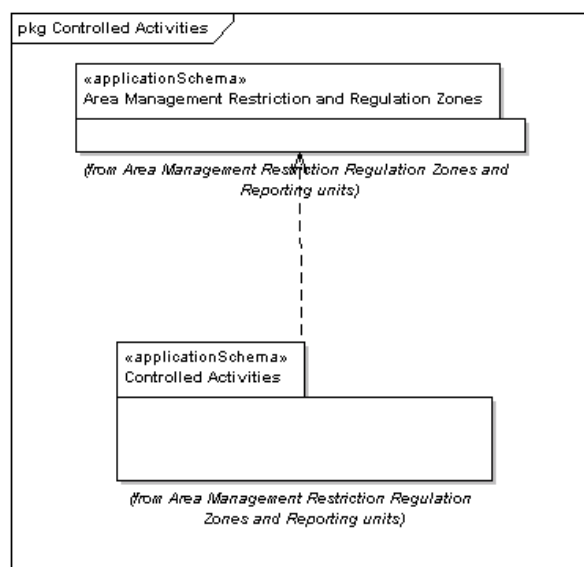 pkg Controlled Activities
«applicationSchema»
Area Management Restriction and Regulation Zones
(from Area Management Restriction Regulation Zones and
Reporting units)
«applicationSchema»
Controlled Activities
(from Area Management Restriction Regulation
Zones and Reporting units)